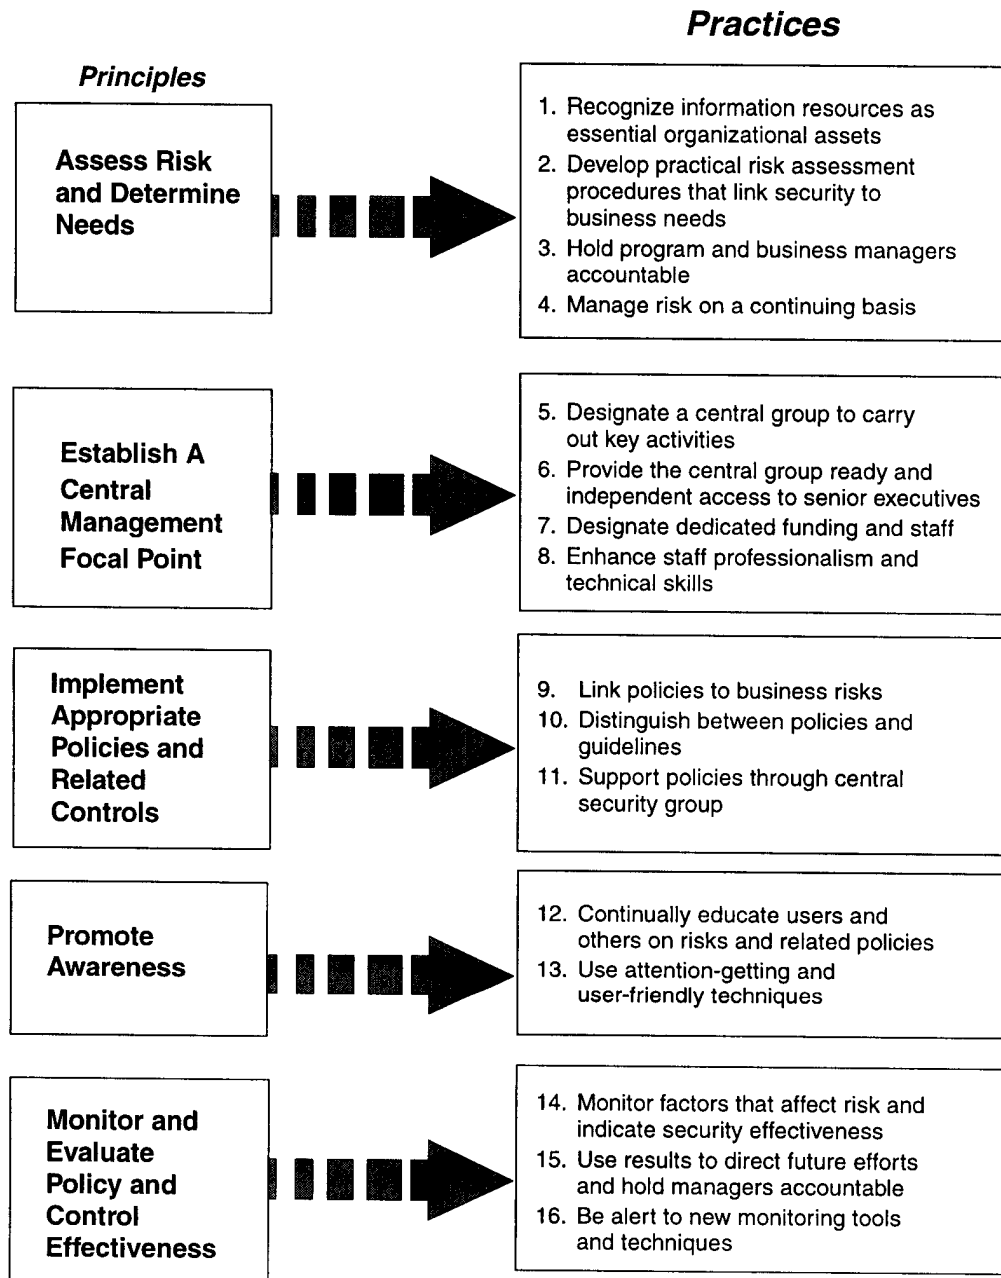 Practices
Principles
Assess Risk
and Determine
Needs
1. Recognize information resources as
essential organizational assets
2. Develop practical risk assessment
procedures that link security to
business needs
3. Hold program and business managers
accountable
4. Manage risk on a continuing basis
Establish A
Central
Management
Focal Point
5. Designate a central group to carry
out key activities
6. Provide the central group ready and
independent access to senior executives
7. Designate dedicated funding and staff
8. Enhance staff professionalism and
technical skills
Implement
Appropriate
Policies and
Related
Controls
9. Link policies to business risks
10. Distinguish between policies and
guidelines
11. Support policies through central
security group
Promote
Awareness
12. Continually educate users and
others on risks and related policies
13. Use attention-getting and
user-friendly techniques
Monitor and
Evaluate
Policy and
Control
Effectiveness
14. Monitor factors that affect risk and
indicate security effectiveness
15. Use results to direct future efforts
and hold managers accountable
16. Be alert to new monitoring tools
and techniques